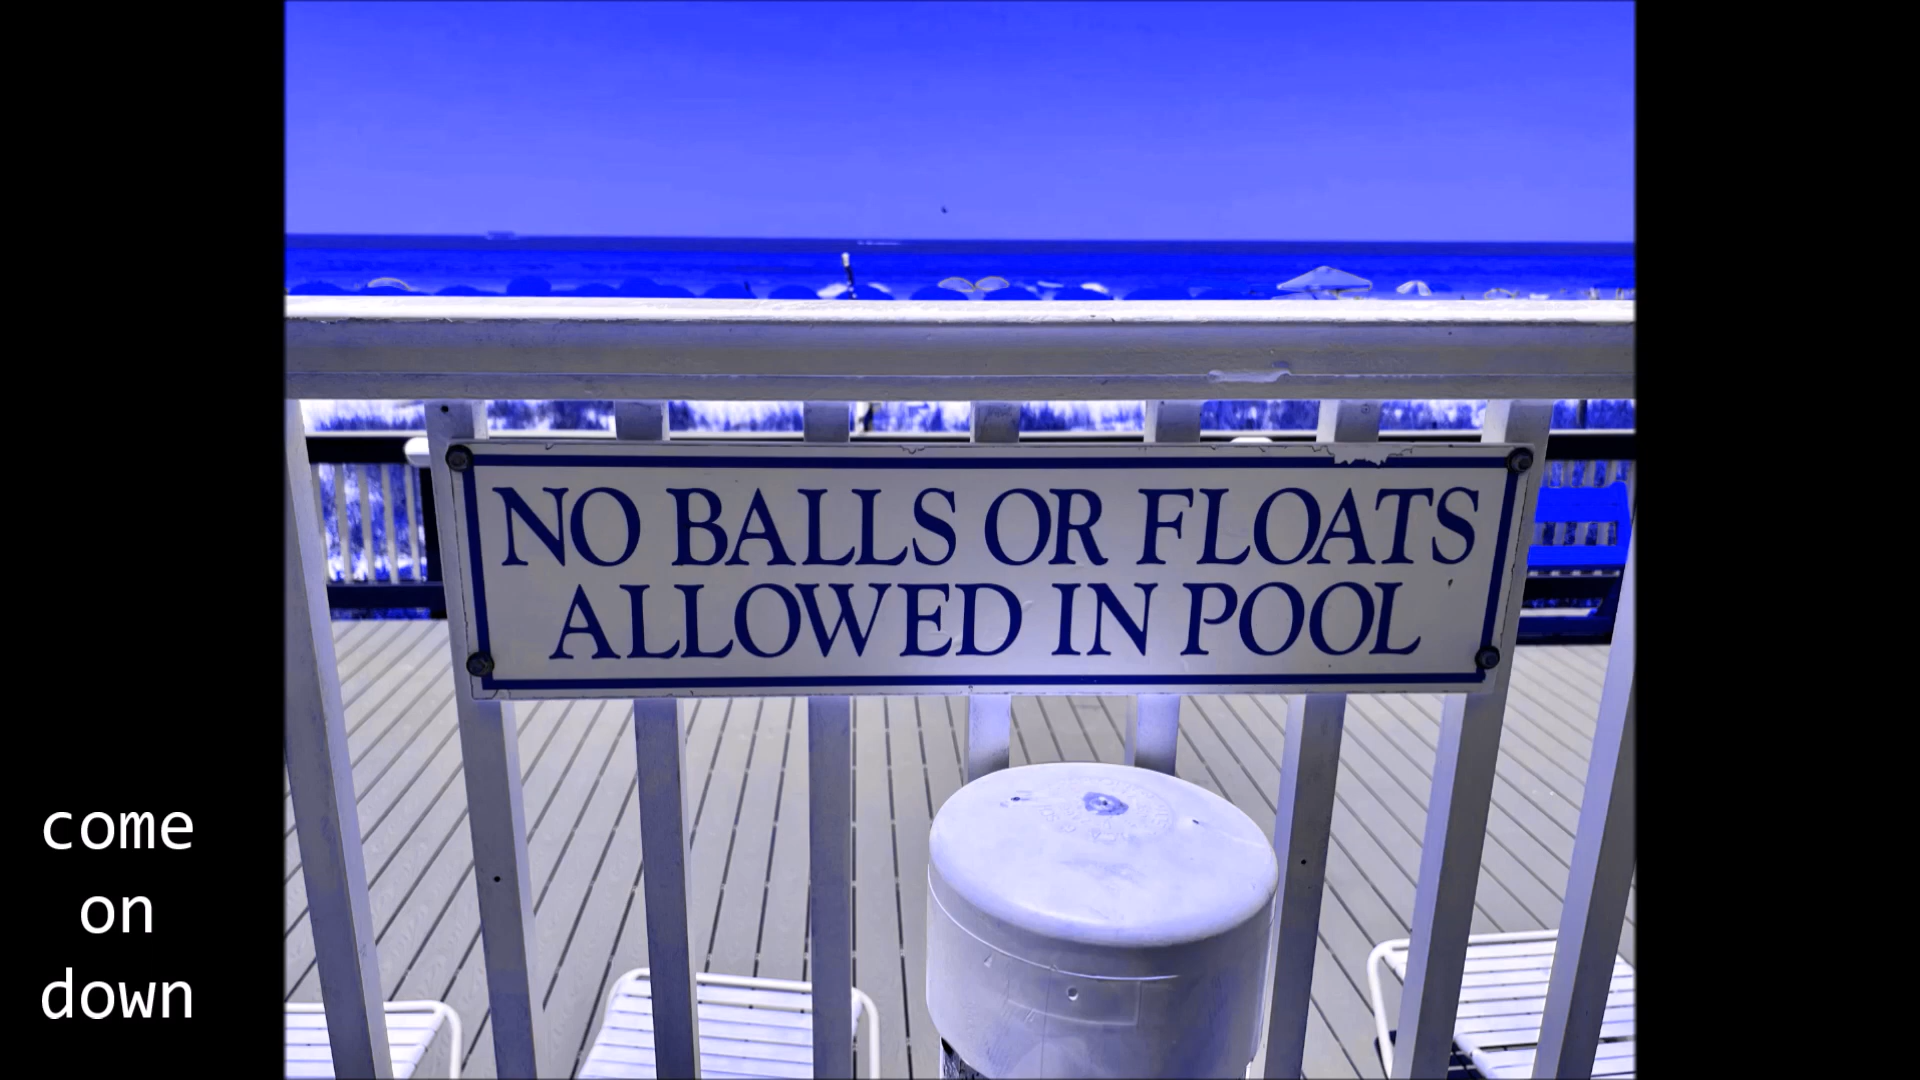 NO BALLS OR FLOATS
ALLOWED IN POOL
come
on
down